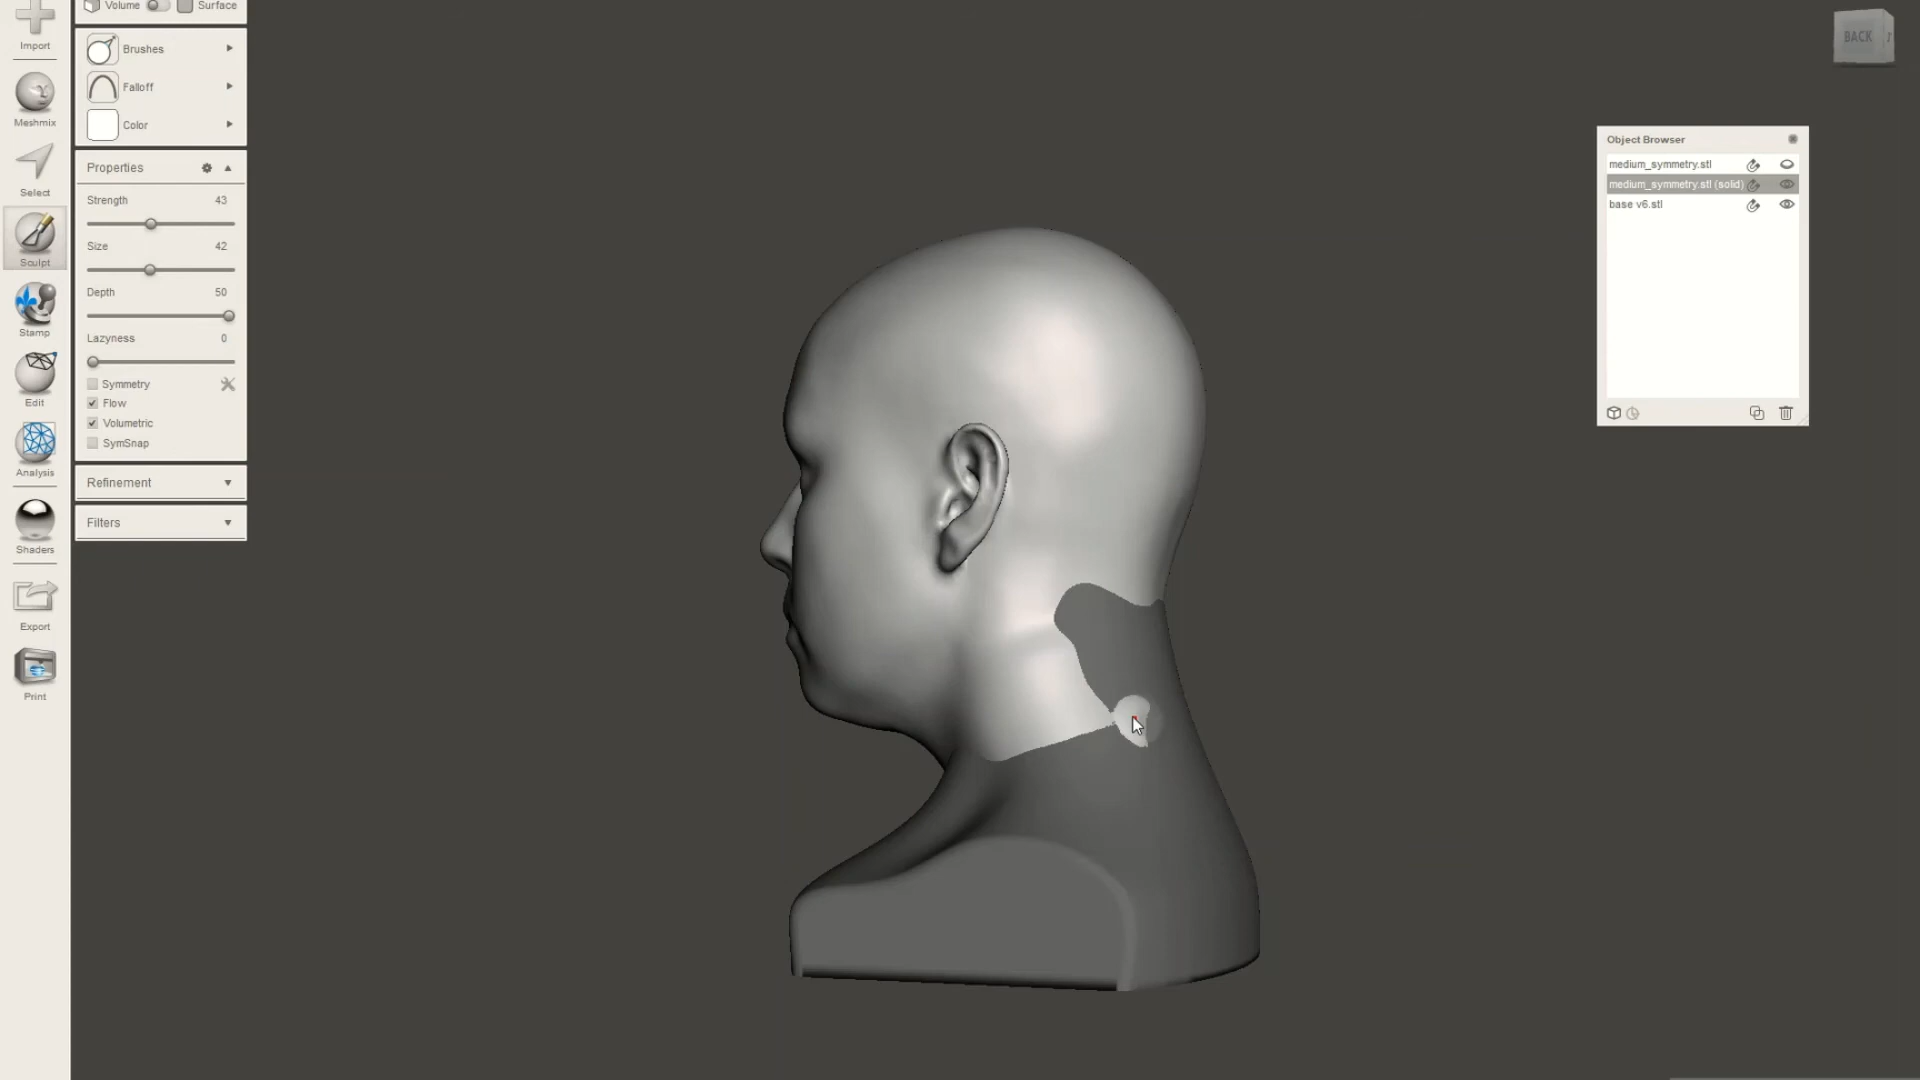 Import
Meshmix
Select
Sculpt
Stamp
Edit
Analysis
Shaders
Export
Print
Volume Surface
Brushes
Falloff
Color
Properties
Strength 43
Size 42
Depth 50
Lazyness 0
Symmetry
Flow
Volumetric
SymSnap
Refinement
Filters
BACK
Object Browser
medium_symmetry.stl
medium_symmetry.stl (solid)
base v6.stl